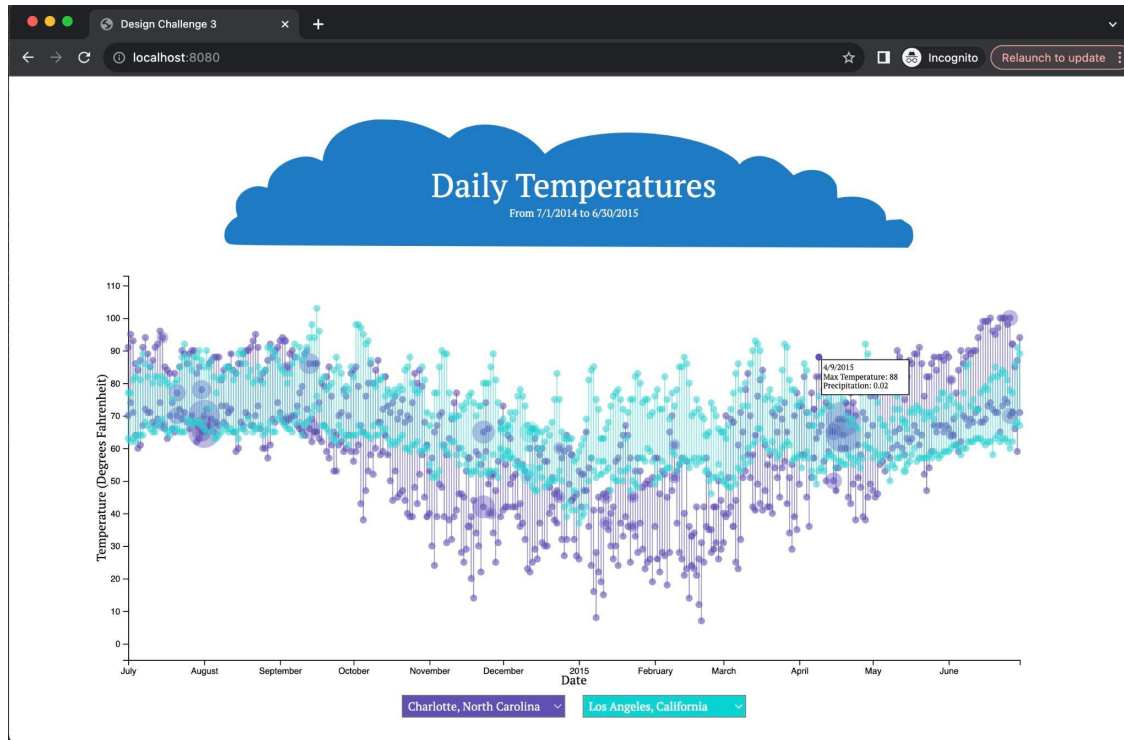 Design Challenge 3
localhost:8080
Incognito
Relaunch to update
Daily Temperatures
From 7/1/2014 to 6/30/2015
Temperature (Degrees Fahrenheit)
110
100
90
80
70
60
50
40
30
20
10
0
4/9/2015
Max Temperature: 88
Precipitation: 0.02
July August September October November December 2015 February March April May June
Date
Charlotte, North Carolina
Los Angeles, California